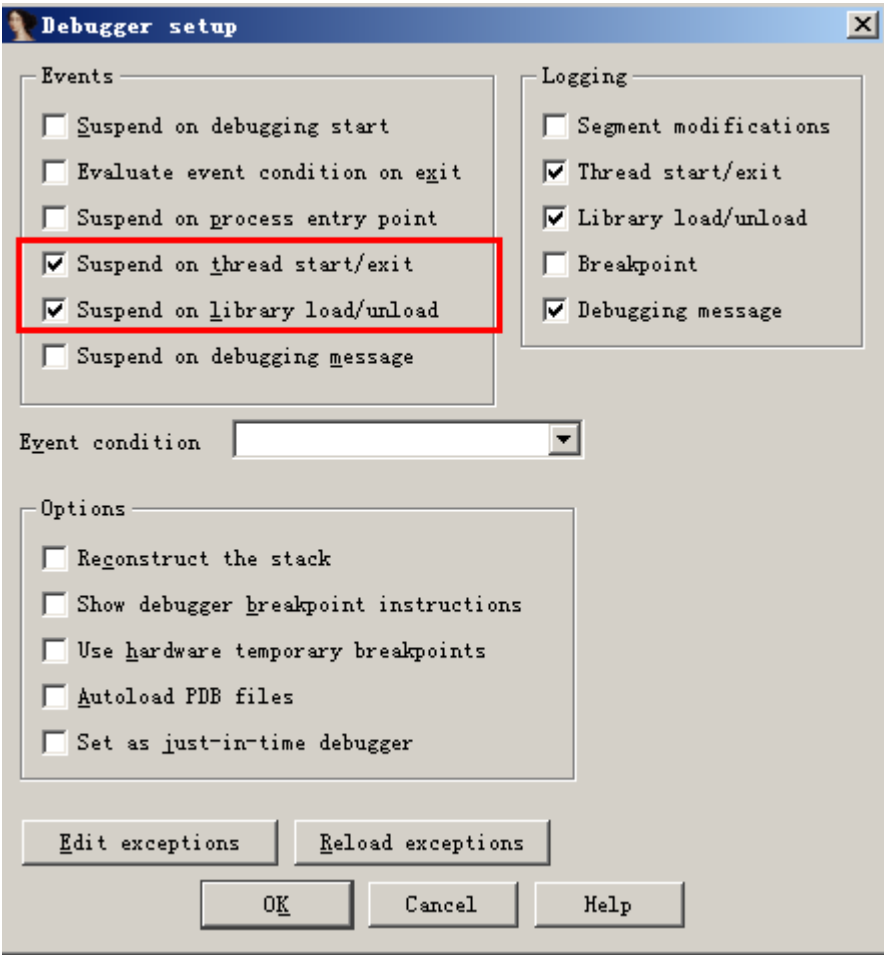 Debugger setup
Events
Suspend on debugging start
Evaluate event condition on exit
Suspend on process entry point
Suspend on thread start/exit
Suspend on library load/unload
Suspend on debugging message
Logging
Segment modifications
Thread start/exit
Library load/unload
Breakpoint
Debugging message
Event condition
Options
Reconstruct the stack
Show debugger breakpoint instructions
Use hardware temporary breakpoints
Autoload PDB files
Set as just-in-time debugger
Edit exceptions
Reload exceptions
OK
Cancel
Help